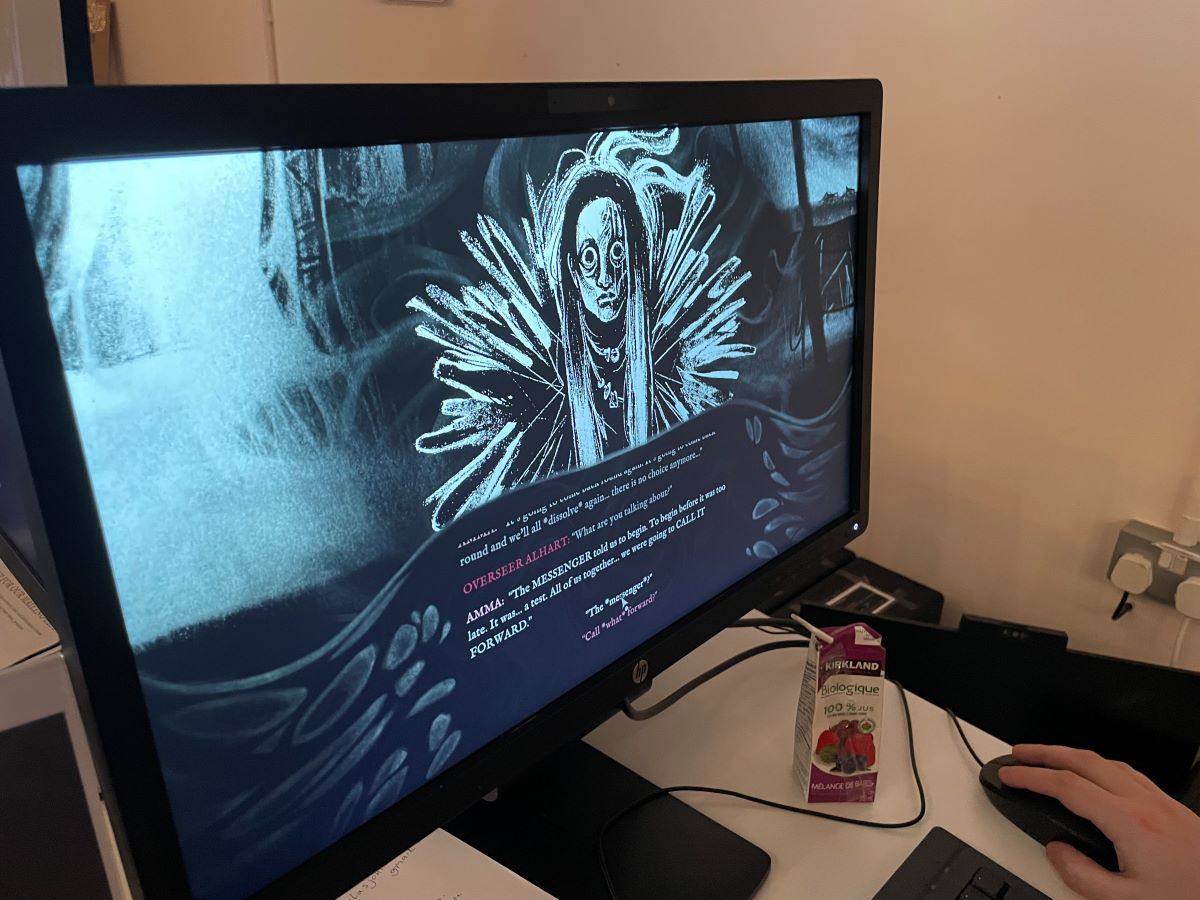 round and we'll all *dissolve* again... there is no choice anymore..."
OVERSEER ALHART: "What are you talking about?"
AMMA: "The MESSENGER told us to begin. To begin before it was too
late. It was... a test. All of us together... we were going to CALL IT
FORWARD."
"The *messenger*?"
"Call *what* forward?"
hp
KIRKLAND
Biologique
100 % JUS
MÉLANGE DE BAIES